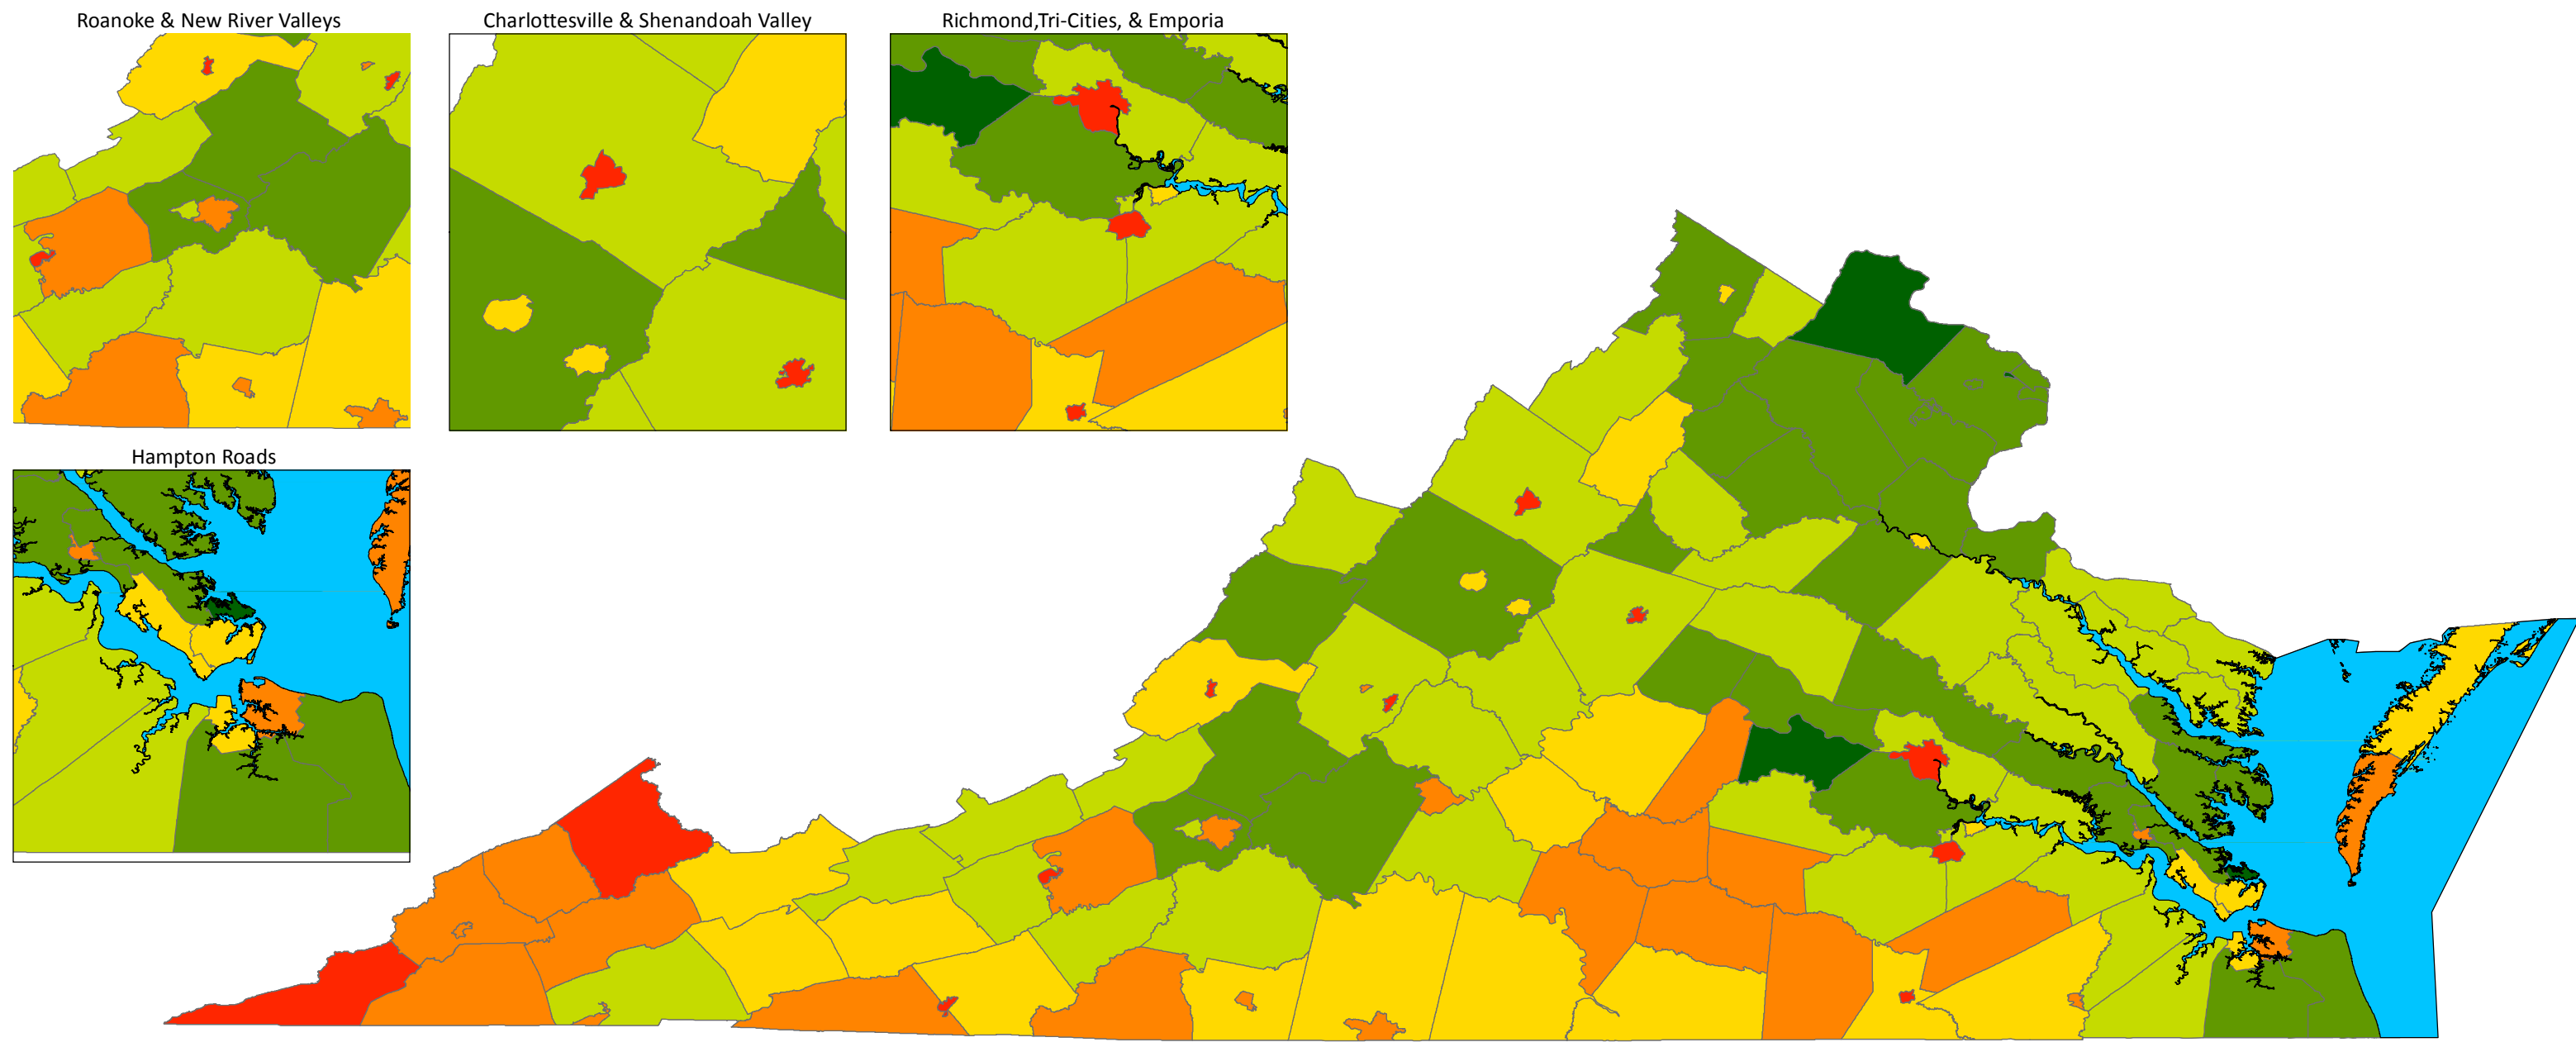 Roanoke & New River Valleys
Charlottesville & Shenandoah Valley
Richmond,Tri-Cities, & Emporia
Hampton Roads